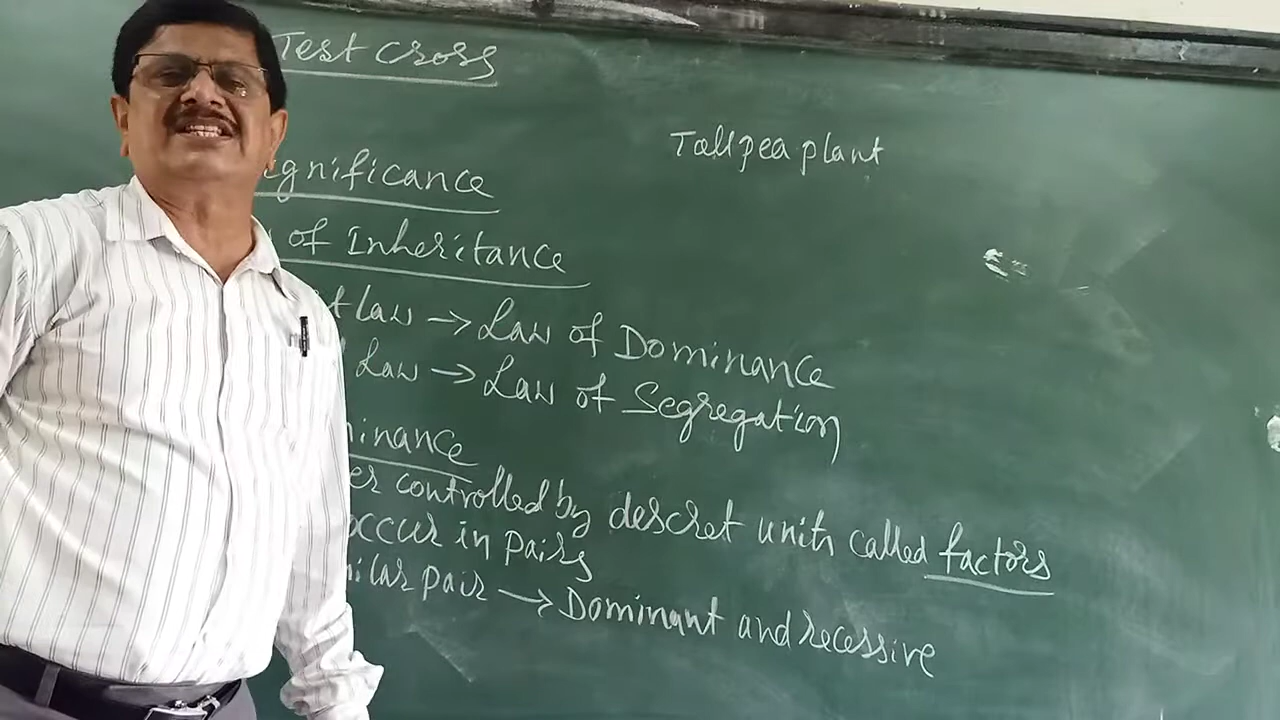 Test cross
Tall pea plant
gnificance
of Inheritance
t law → Law of Dominance
Law → Law of Segregation
minance
er controlled by descret units called factors
occur in pairs
milar pair → Dominant and recessive